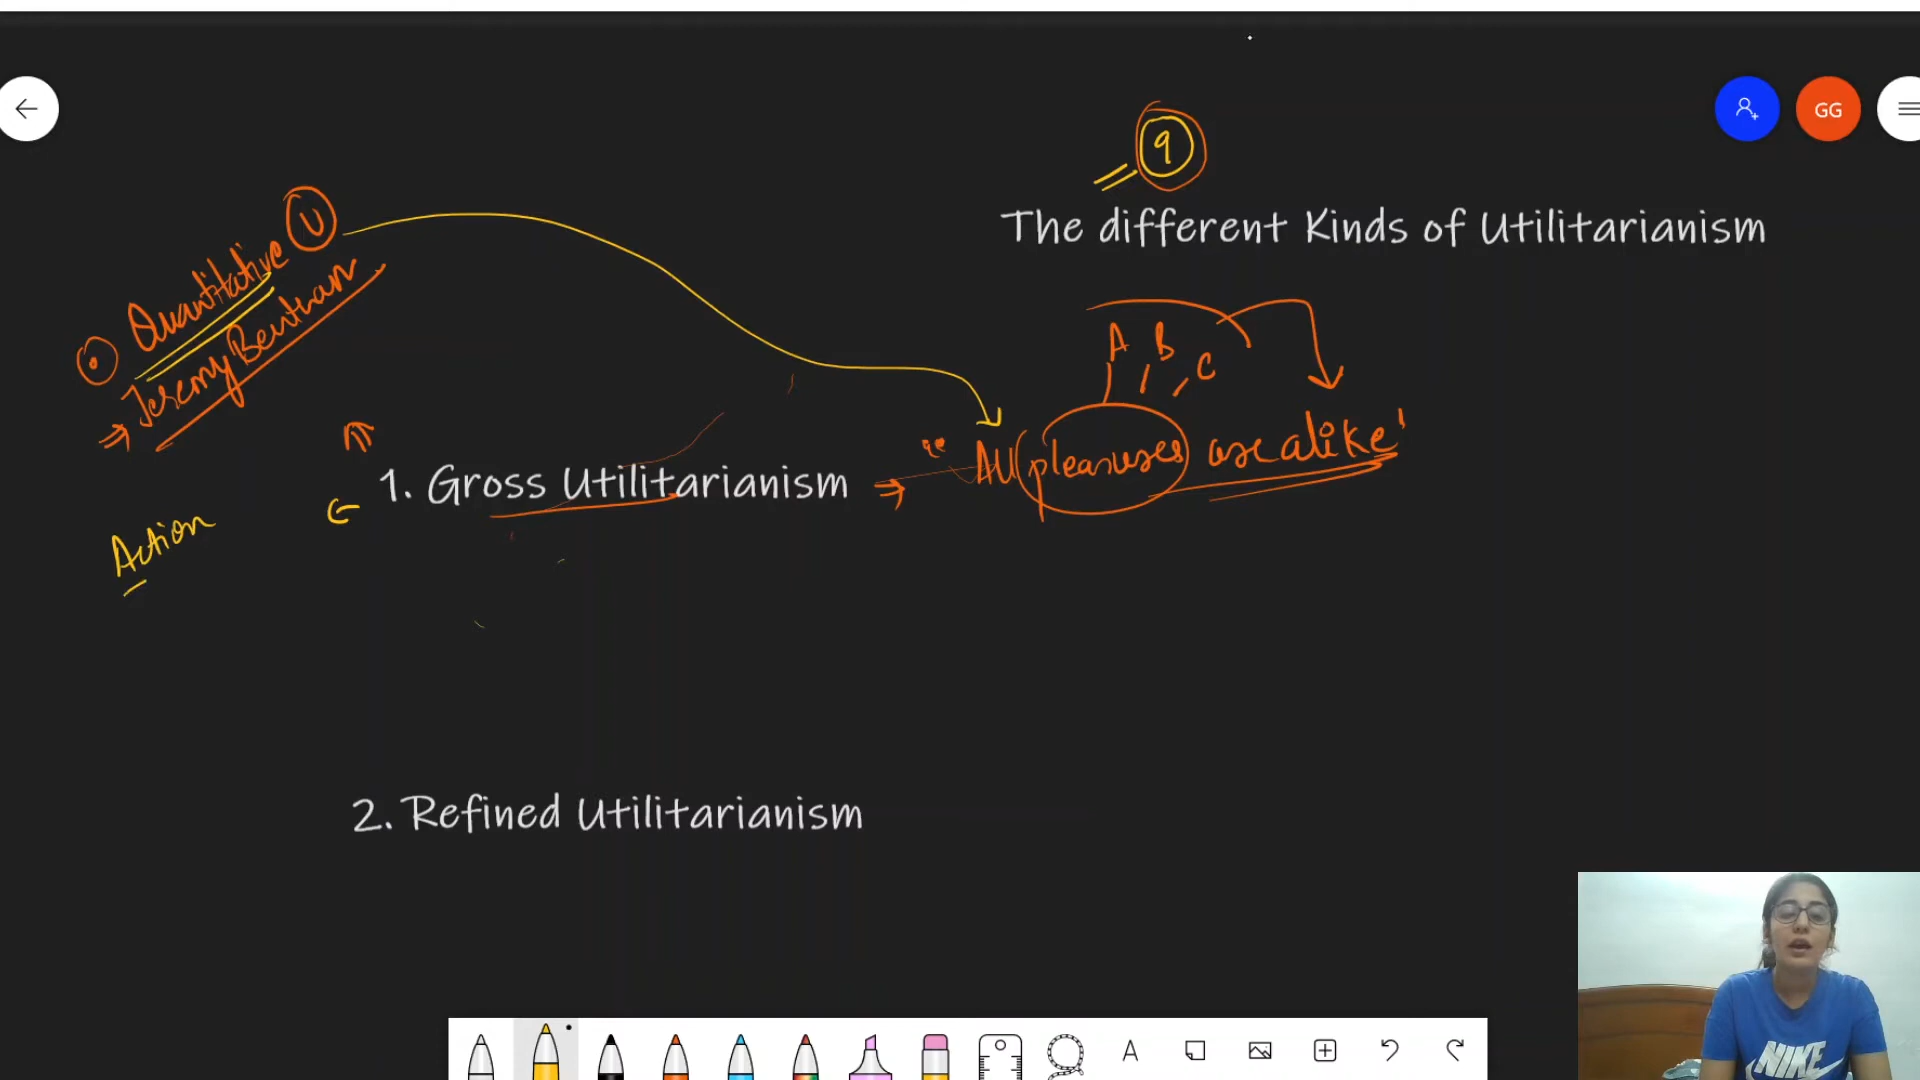 9
GG
The different Kinds of Utilitarianism
Quantitative U
Jeremy Bentham
A B C
1. Gross Utilitarianism
"All pleasures are alike"
Action
2. Refined Utilitarianism
A
NIKE